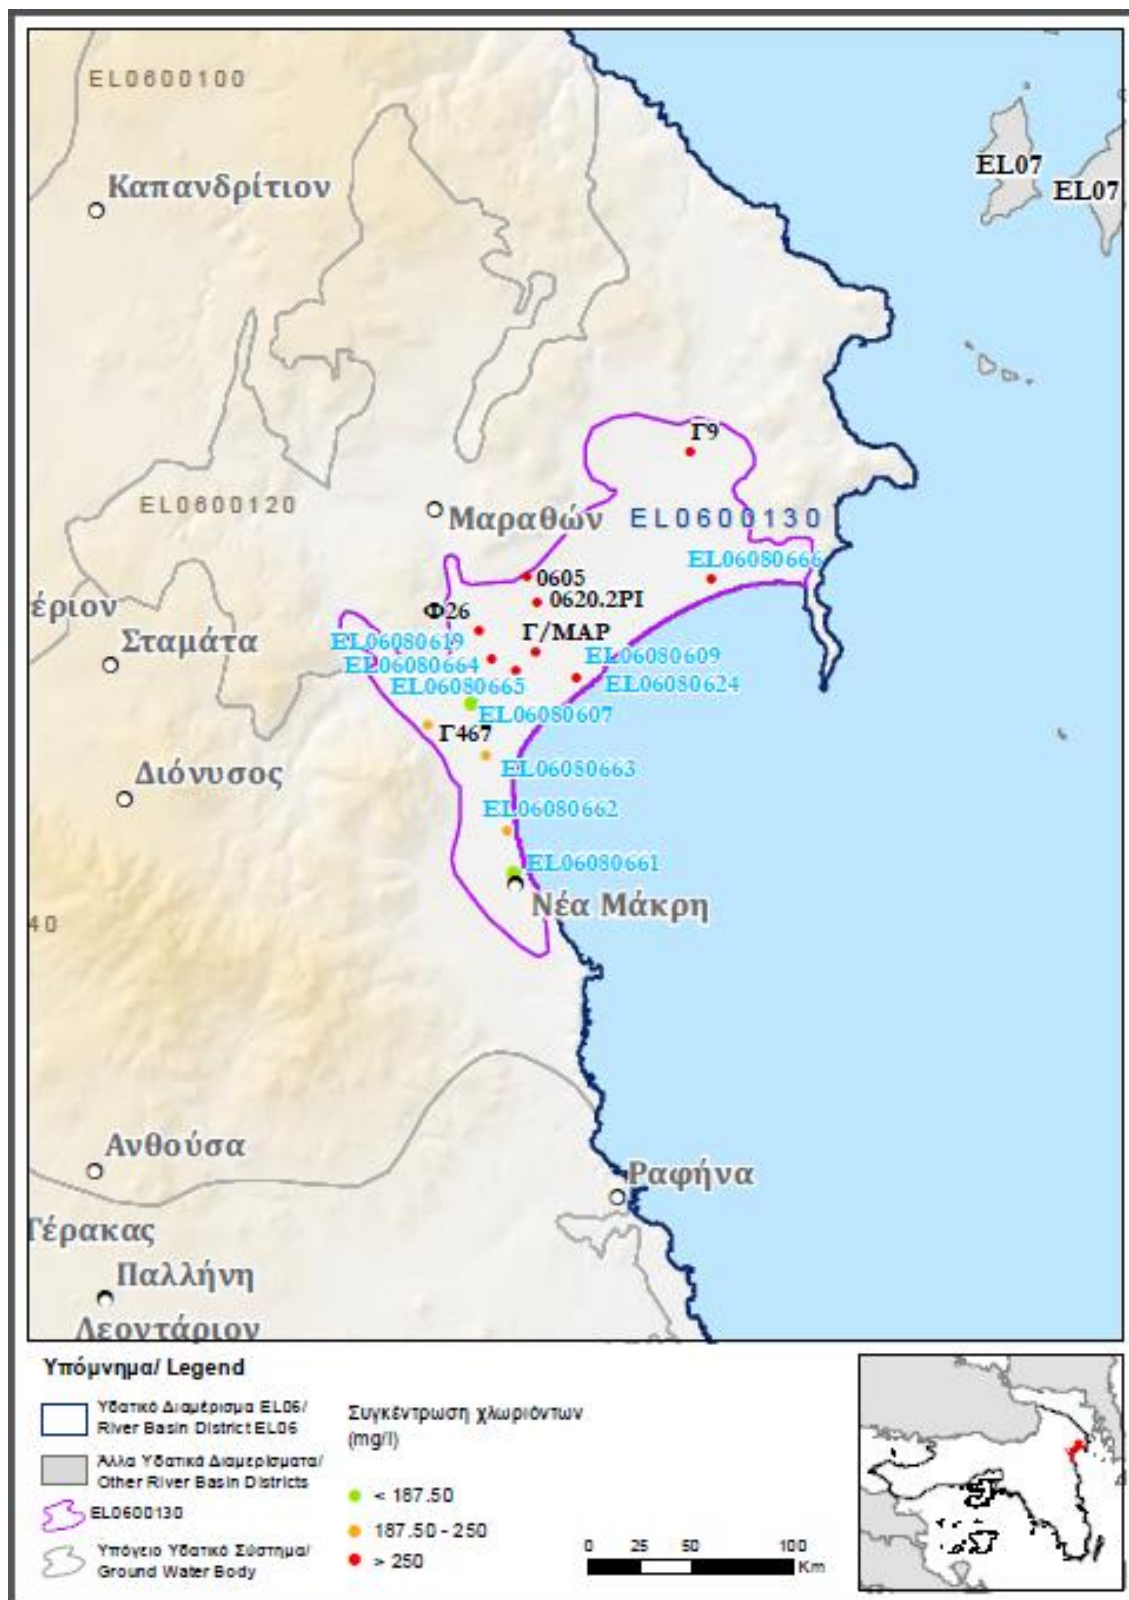 EL0600100
Καπανδρίτιον
EL07
EL07
Γ9
EL0600120
Μαραθών
EL0600130
EL06080666
0605
0620.2PI
έριον
Φ26
Σταμάτα
Γ/ΜΑΡ
EL06080619
EL06080609
EL06080664
EL06080624
EL06080665
EL06080607
Γ467
Διόνυσος
EL06080663
EL06080662
EL06080661
Νέα Μάκρη
40
Ανθούσα
Ραφήνα
Γέρακας
Παλλήνη
Λεοντάριον
Υπόμνημα/ Legend
Υδατικό Διαμέρισμα EL06/
River Basin District EL06
Άλλα Υδατικά Διαμερίσματα/
Other River Basin Districts
EL0600130
Υπόγειο Υδατικό Σύστημα/
Ground Water Body
Συγκέντρωση χλωριόντων
(mg/l)
< 187.50
187.50 - 250
> 250
0 25 50 100
Km